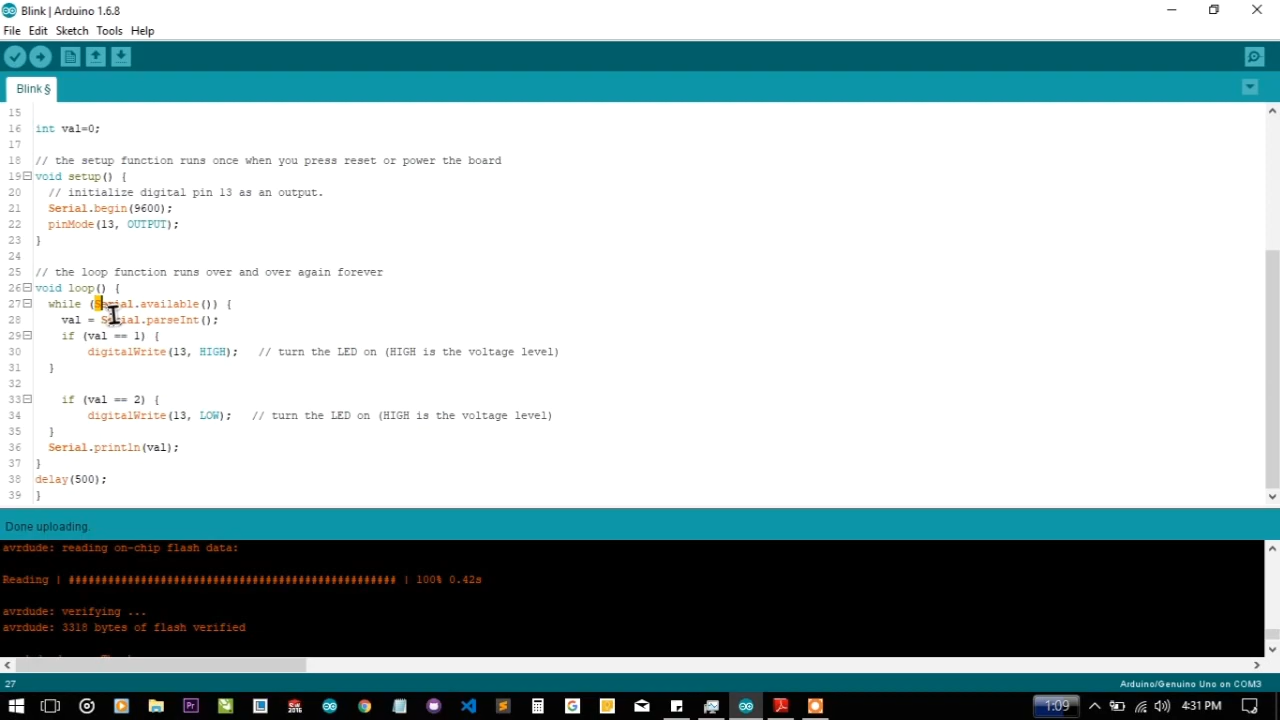 Blink | Arduino 1.6.8
File Edit Sketch Tools Help
Blink §
15
16 int val=0;
17
18 // the setup function runs once when you press reset or power the board
19 void setup() {
20 // initialize digital pin 13 as an output.
21 Serial.begin(9600);
22 pinMode(13, OUTPUT);
23 }
24
25 // the loop function runs over and over again forever
26 void loop() {
27 while (Serial.available()) {
28 val = Serial.parseInt();
29 if (val == 1) {
30 digitalWrite(13, HIGH); // turn the LED on (HIGH is the voltage level)
31 }
32
33 if (val == 2) {
34 digitalWrite(13, LOW); // turn the LED on (HIGH is the voltage level)
35 }
36 Serial.println(val);
37 }
38 delay(500);
39 }
Done uploading.
avrdude: reading on-chip flash data:
Reading | ################################################## | 100% 0.42s
avrdude: verifying ...
avrdude: 3318 bytes of flash verified
27 Arduino/Genuino Uno on COM3
1:09 4:31 PM